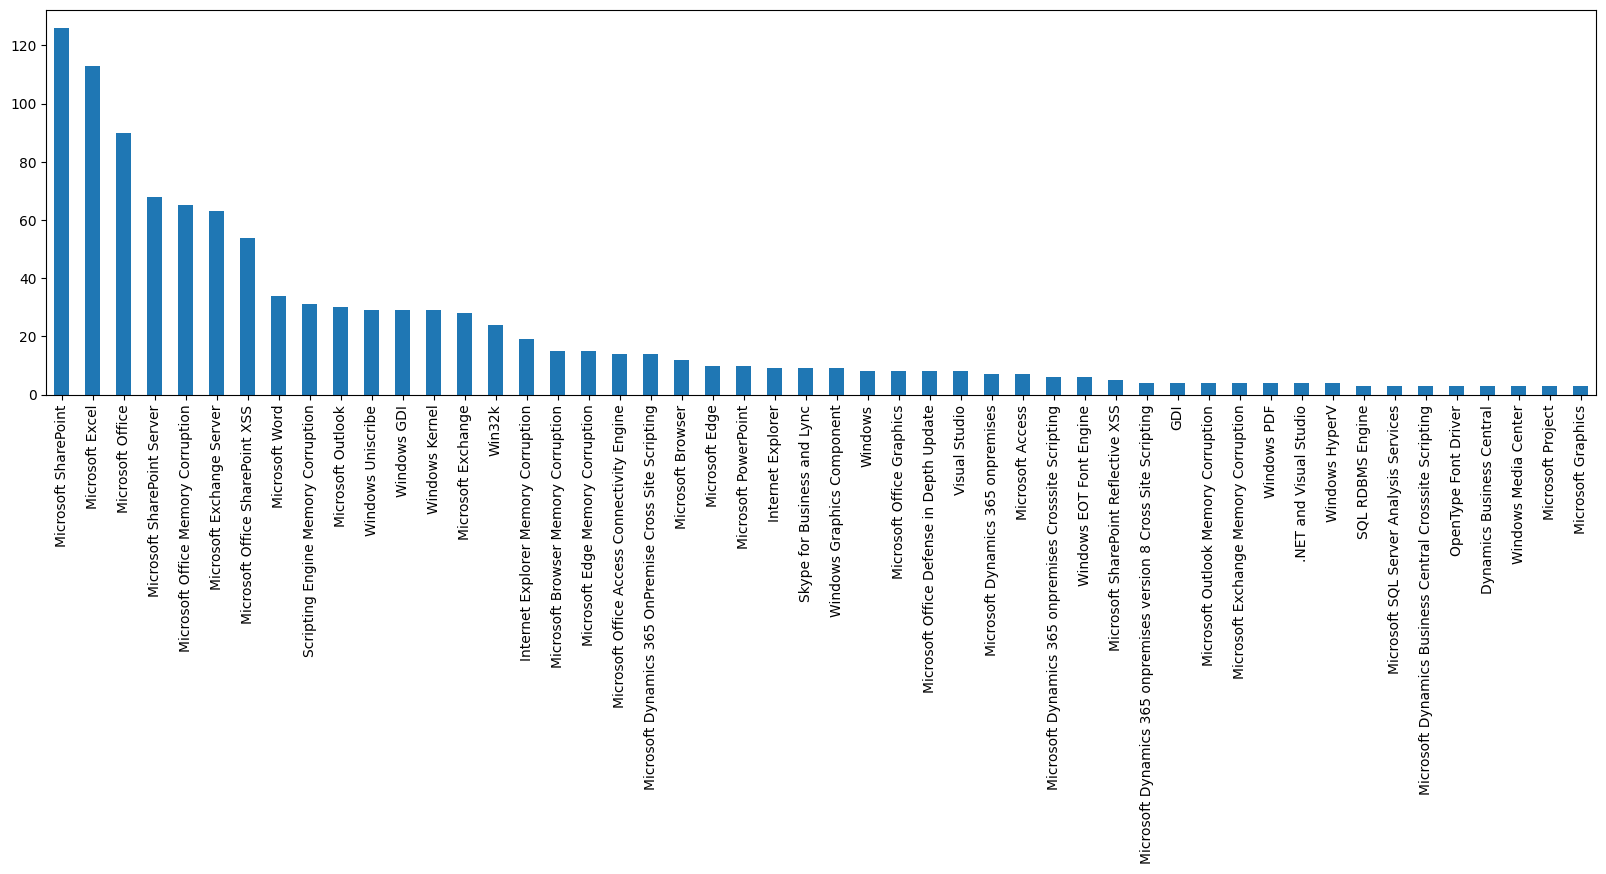 120
100
80
60
40
20
0
Microsoft SharePoint
Microsoft Excel
Microsoft Office
Microsoft SharePoint Server
Microsoft Office Memory Corruption
Microsoft Exchange Server
Microsoft Office SharePoint XSS
Microsoft Word
Scripting Engine Memory Corruption
Microsoft Outlook
Windows Uniscribe
Windows GDI
Windows Kernel
Microsoft Exchange
Win32k
Internet Explorer Memory Corruption
Microsoft Browser Memory Corruption
Microsoft Edge Memory Corruption
Microsoft Office Access Connectivity Engine
Microsoft Dynamics 365 OnPremise Cross Site Scripting
Microsoft Browser
Microsoft Edge
Microsoft PowerPoint
Internet Explorer
Skype for Business and Lync
Windows Graphics Component
Windows
Microsoft Office Graphics
Microsoft Office Defense in Depth Update
Visual Studio
Microsoft Dynamics 365 onpremises
Microsoft Access
Microsoft Dynamics 365 onpremises Crossite Scripting
Windows EOT Font Engine
Microsoft SharePoint Reflective XSS
Microsoft Dynamics 365 onpremises version 8 Cross Site Scripting
GDI
Microsoft Outlook Memory Corruption
Microsoft Exchange Memory Corruption
Windows PDF
.NET and Visual Studio
Windows HyperV
SQL RDBMS Engine
Microsoft SQL Server Analysis Services
Microsoft Dynamics Business Central Crossite Scripting
OpenType Font Driver
Dynamics Business Central
Windows Media Center
Microsoft Project
Microsoft Graphics